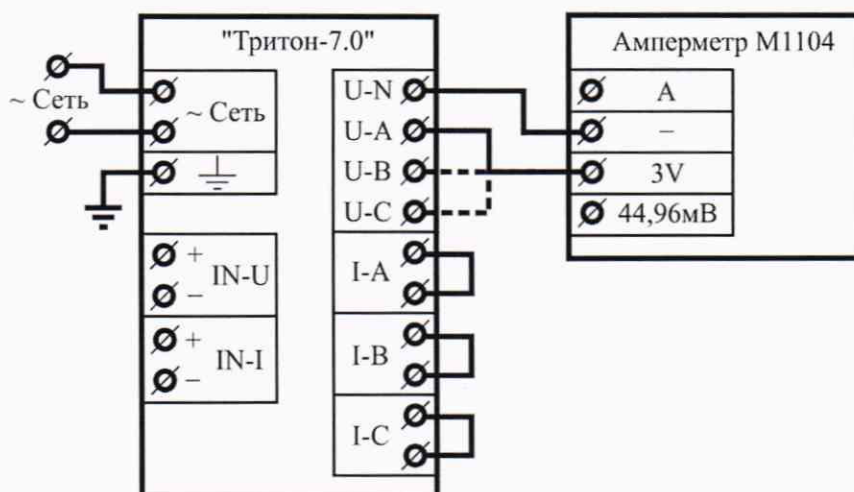 "Тритон-7.0"
~ Сеть
~ Сеть
IN-U
+
−
IN-I
+
−
U-N
U-A
U-B
U-C
I-A
I-B
I-C
Амперметр М1104
А
−
3V
44,96мВ